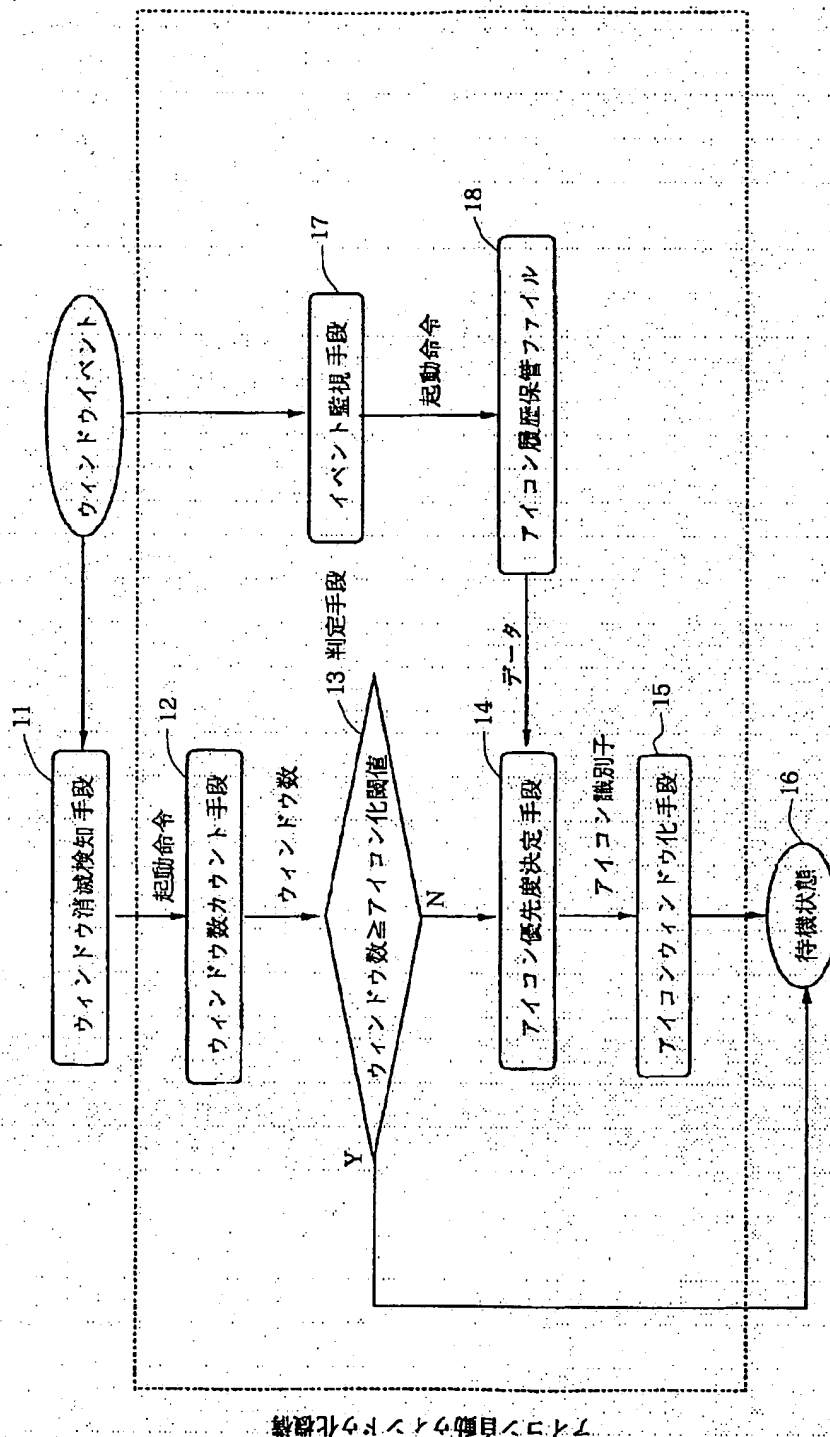 アイコン自動ウィンドウ化機構
ウィンドウイベント
11
ウィンドウ消滅検知手段
起動命令
12
ウィンドウ数カウント手段
ウィンドウ数
13 判定手段
ウィンドウ数≧アイコン化閾値
Y
N
17
イベント監視手段
起動命令
18
アイコン履歴保管ファイル
データ
14
アイコン優先度決定手段
アイコン識別子
15
アイコンウィンドウ化手段
16
待機状態